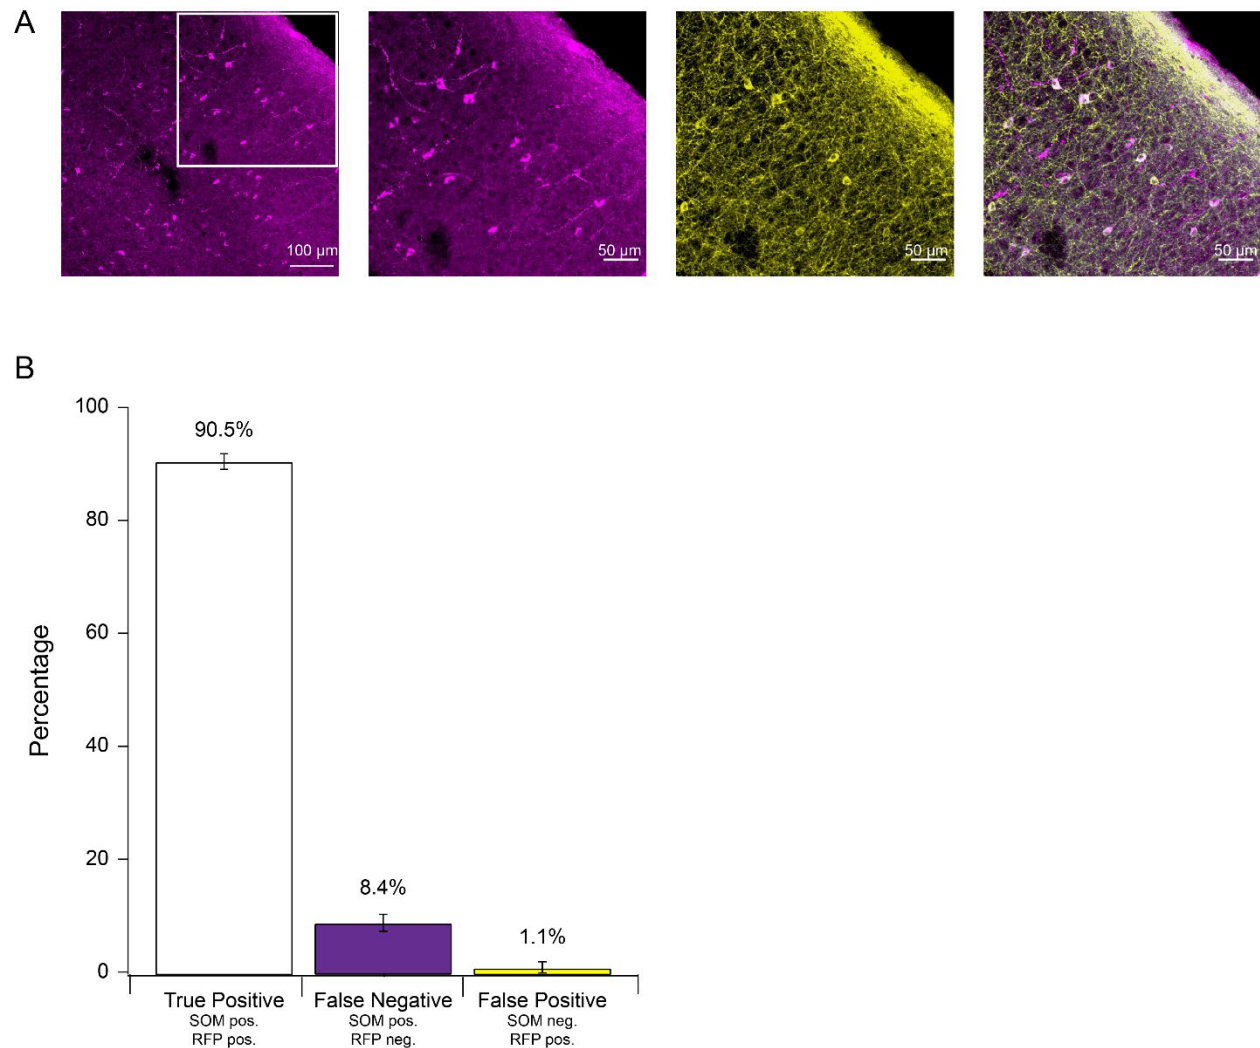 A
100 µm
50 µm
50 µm
50 µm
B
Percentage
100
80
60
40
20
0
90.5%
8.4%
1.1%
True Positive
SOM pos.
RFP pos.
False Negative
SOM pos.
RFP neg.
False Positive
SOM neg.
RFP pos.